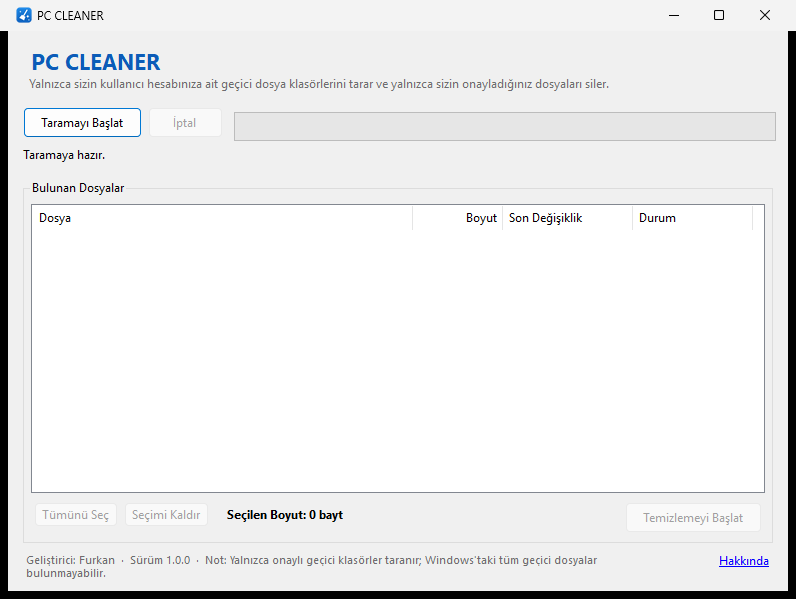 PC CLEANER
PC CLEANER
Yalnızca sizin kullanıcı hesabınıza ait geçici dosya klasörlerini tarar ve yalnızca sizin onayladığınız dosyaları siler.
Taramayı Başlat
İptal
Taramaya hazır.
Bulunan Dosyalar
Dosya
Boyut
Son Değişiklik
Durum
Tümünü Seç
Seçimi Kaldır
Seçilen Boyut: 0 bayt
Temizlemeyi Başlat
Geliştirici: Furkan · Sürüm 1.0.0 · Not: Yalnızca onaylı geçici klasörler taranır; Windows'taki tüm geçici dosyalar
bulunmayabilir.
Hakkında